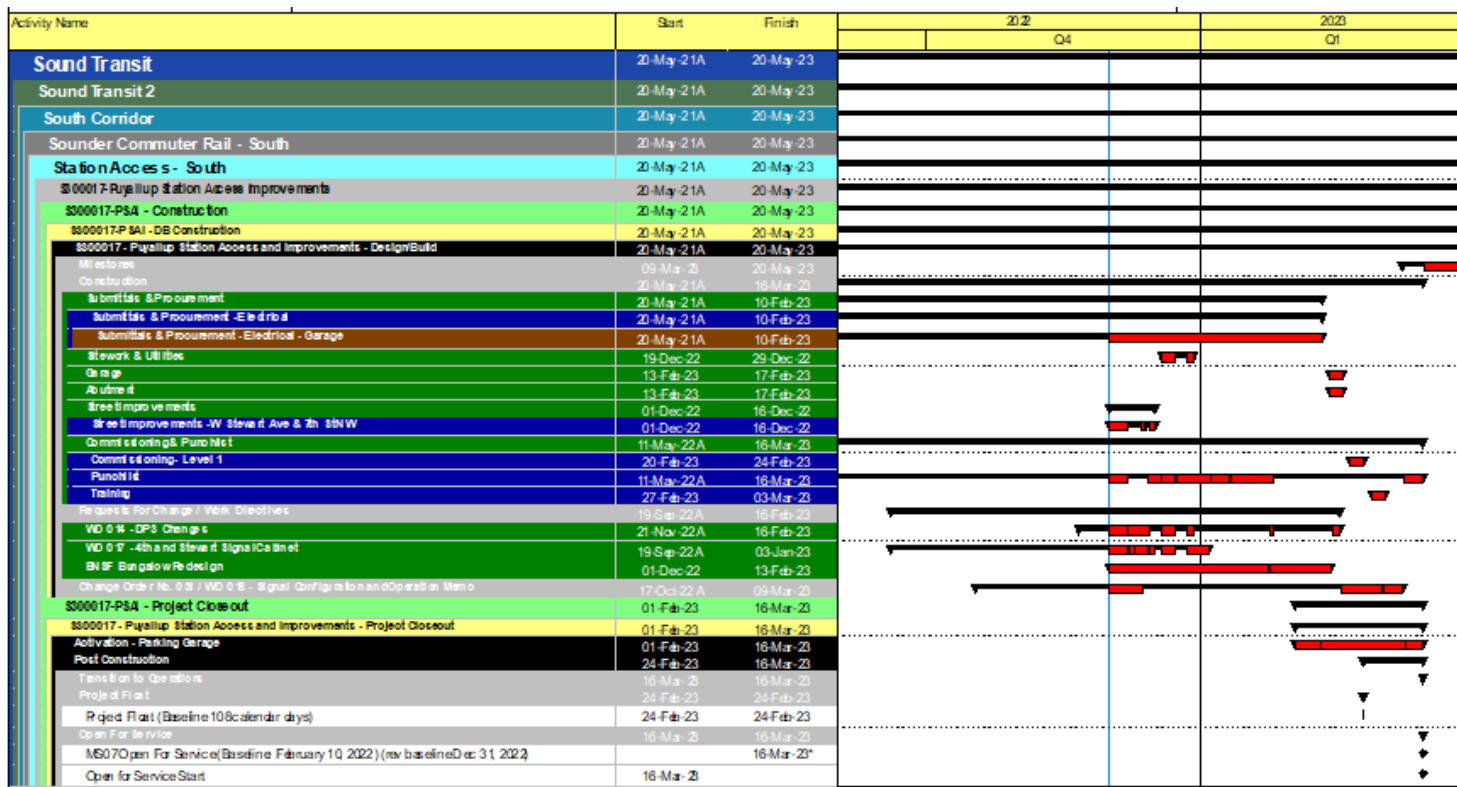 Activity Name Start Finish 2022 2023
Q4 Q1
Sound Transit 20-May-21A 20-May-23
Sound Transit 2 20-May-21A 20-May-23
South Corridor 20-May-21A 20-May-23
Sounder Commuter Rail - South 20-May-21A 20-May-23
Station Access - South 20-May-21A 20-May-23
S300017-Puyallup Station Access Improvements 20-May-21A 20-May-23
S300017-PSAI - Construction 20-May-21A 20-May-23
S300017-PSAI - DB Construction 20-May-21A 20-May-23
S300017 - Puyallup Station Access and Improvements - Design/Build 20-May-21A 20-May-23
Milestones 09-Mar-23 20-May-23
Construction 20-May-21A 16-Mar-23
Submittals & Procurement 20-May-21A 10-Feb-23
Submittals & Procurement - Electrical 20-May-21A 10-Feb-23
Submittals & Procurement - Electrical - Garage 20-May-21A 10-Feb-23
Sitework & Utilities 19-Dec-22 29-Dec-22
Garage 13-Feb-23 17-Feb-23
Abutment 13-Feb-23 17-Feb-23
Street Improvements 01-Dec-22 16-Dec-22
Street Improvements - W Stewart Ave & 7th St NW 01-Dec-22 16-Dec-22
Commissioning & Punchlist 11-May-22A 16-Mar-23
Commissioning - Level 1 20-Feb-23 24-Feb-23
Punchlist 11-May-22A 16-Mar-23
Training 27-Feb-23 03-Mar-23
Requests For Change / Work Directives 19-Sep-22A 16-Feb-23
WD 014 - DP3 Changes 21-Nov-22A 16-Feb-23
WD 017 - 4th and Stewart Signal Cabinet 19-Sep-22A 03-Jan-23
BNSF Bungalow Redesign 01-Dec-22 13-Feb-23
Change Order No. 031 / WD 018 - Signal Configuration and Operation Memo 17-Oct-22A 09-Mar-23
S300017-PSAI - Project Closeout 01-Feb-23 16-Mar-23
S300017 - Puyallup Station Access and Improvements - Project Closeout 01-Feb-23 16-Mar-23
Activation - Parking Garage 01-Feb-23 16-Mar-23
Post Construction 24-Feb-23 16-Mar-23
Transition to Operations 16-Mar-23 16-Mar-23
Project Float 24-Feb-23 24-Feb-23
Project Float (Baseline 108 calendar days) 24-Feb-23 24-Feb-23
Open For Service 16-Mar-23 16-Mar-23
MS07 Open For Service (Baseline February 10, 2022) (rev baseline Dec 31, 2022) 16-Mar-23*
Open for Service Start 16-Mar-23